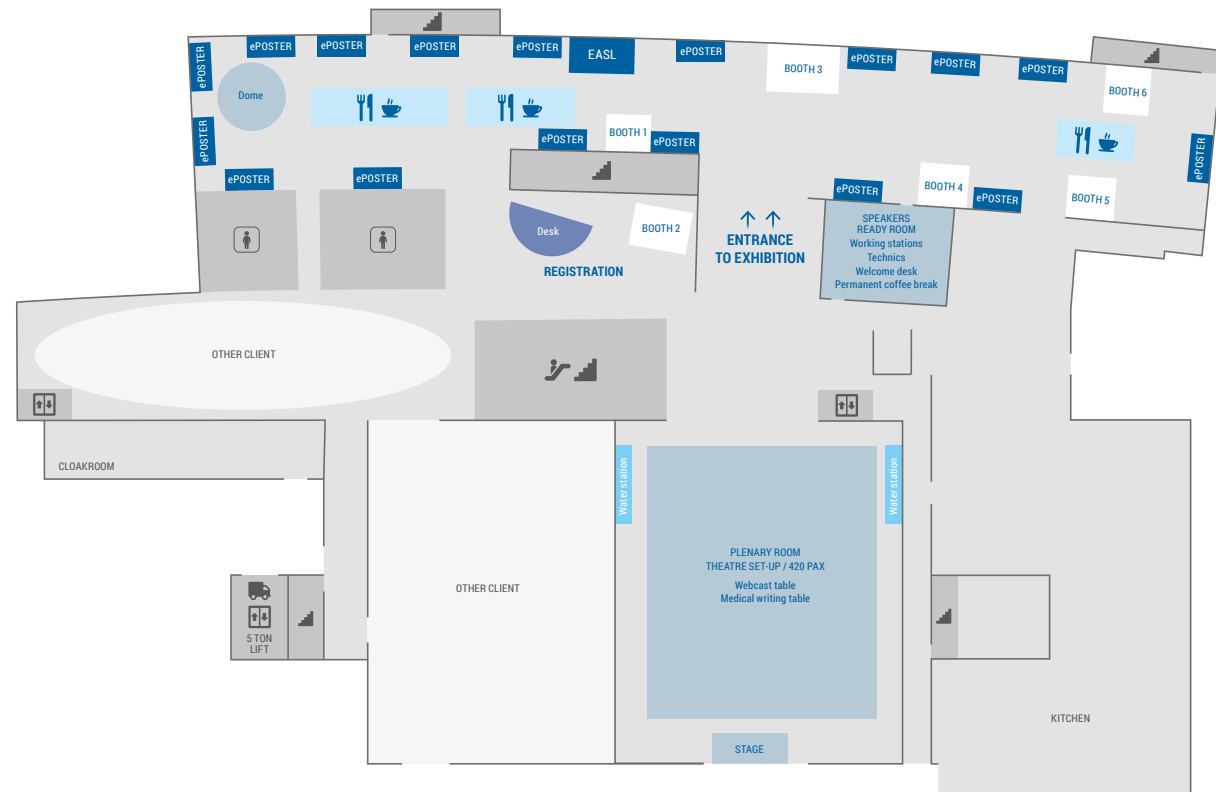 ePOSTER
ePOSTER
ePOSTER
ePOSTER
ePOSTER
EASL
ePOSTER
BOOTH 3
ePOSTER
ePOSTER
ePOSTER
BOOTH 6
Dome
ePOSTER
ePOSTER
BOOTH 1
ePOSTER
ePOSTER
ePOSTER
ePOSTER
ePOSTER
BOOTH 4
ePOSTER
BOOTH 5
Desk
BOOTH 2
REGISTRATION
ENTRANCE
TO EXHIBITION
SPEAKERS
READY ROOM
Working stations
Technics
Welcome desk
Permanent coffee break
OTHER CLIENT
CLOAKROOM
Water station
Water station
PLENARY ROOM
THEATRE SET-UP / 420 PAX
Webcast table
Medical writing table
OTHER CLIENT
5 TON
LIFT
KITCHEN
STAGE